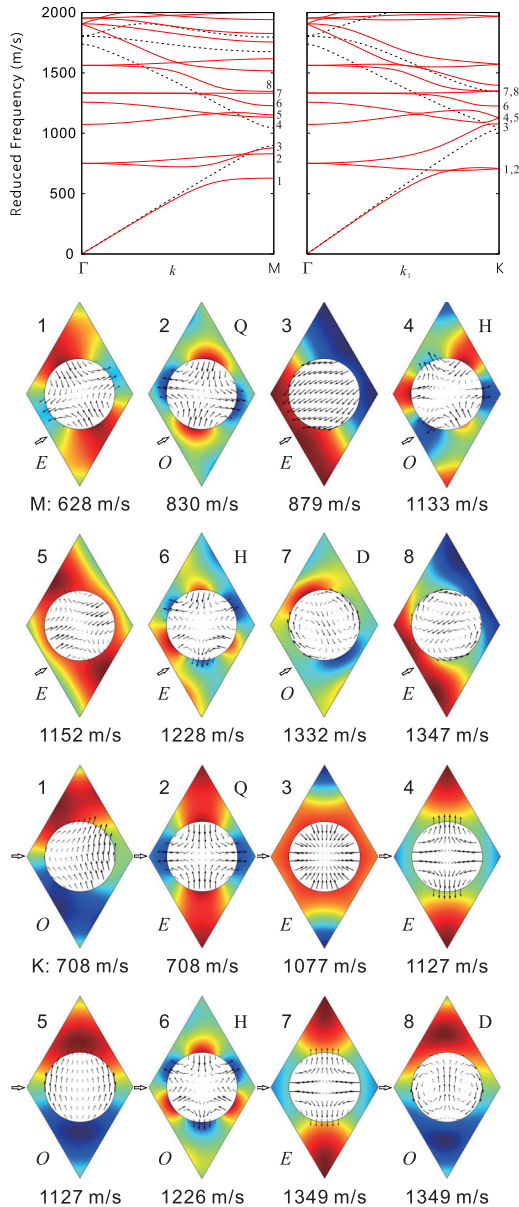 Reduced Frequency (m/s)
2000
1500
1000
500
0
8
7
6
5
4
3
2
1
7,8
6
4,5
3
1,2
Γ k M
Γ k₁ K
1 2 Q 3 4 H
E O E O
M: 628 m/s 830 m/s 879 m/s 1133 m/s
5 6 H 7 D 8
E E O E
1152 m/s 1228 m/s 1332 m/s 1347 m/s
1 2 Q 3 4
O E E E
K: 708 m/s 708 m/s 1077 m/s 1127 m/s
5 6 H 7 8 D
O O E O
1127 m/s 1226 m/s 1349 m/s 1349 m/s